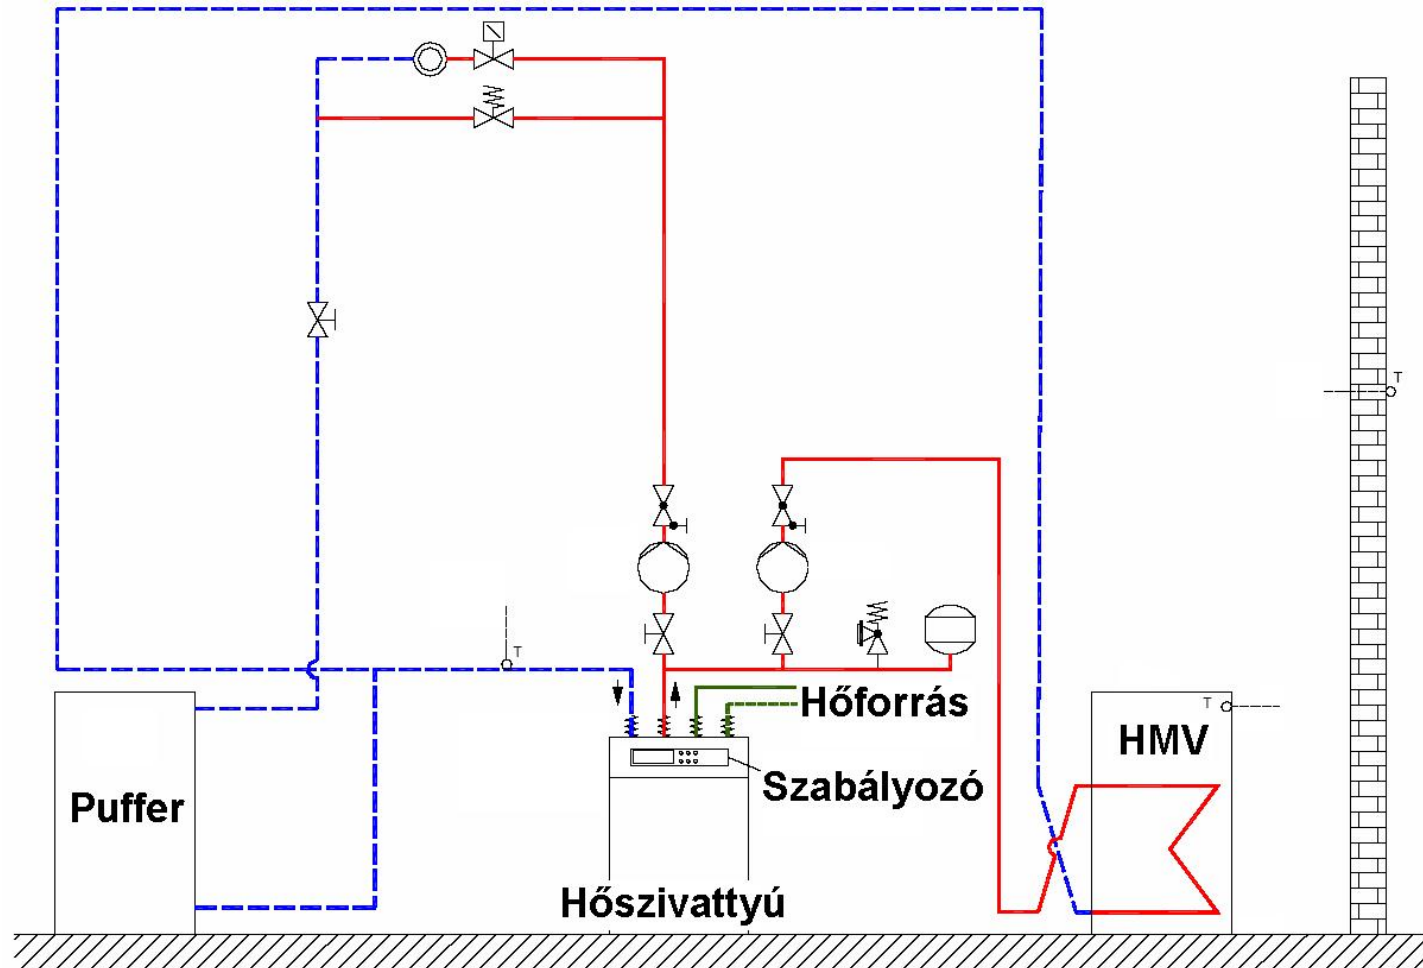 T
T
Hőforrás
T
HMV
Szabályozó
Puffer
Hőszivattyú